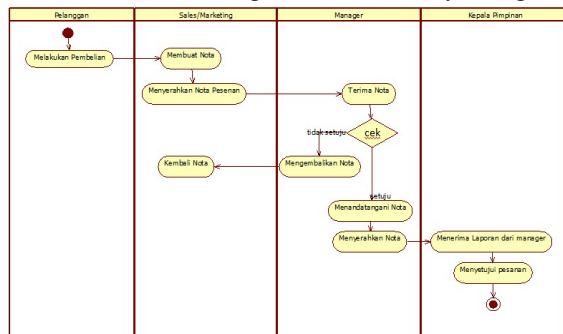 Pelanggan
Sales/Marketing
Manager
Kepala Pimpinan
Melakukan Pembelian
Membuat Nota
Menyerahkan Nota Pesenan
Terima Nota
cek
tidak setuju
Kembali Nota
Mengembalikan Nota
setuju
Menandatangani Nota
Menyerahkan Nota
Menerima Laporan dari manager
Menyetujui pesanan